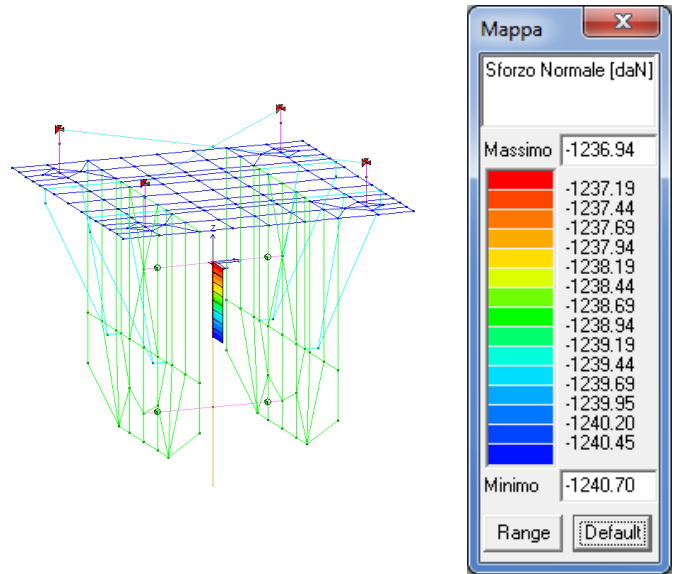 Mappa
Sforzo Normale [daN]
Massimo -1236.94
-1237.19
-1237.44
-1237.69
-1237.94
-1238.19
-1238.44
-1238.69
-1238.94
-1239.19
-1239.44
-1239.69
-1239.95
-1240.20
-1240.45
Minimo -1240.70
Range Default
Z